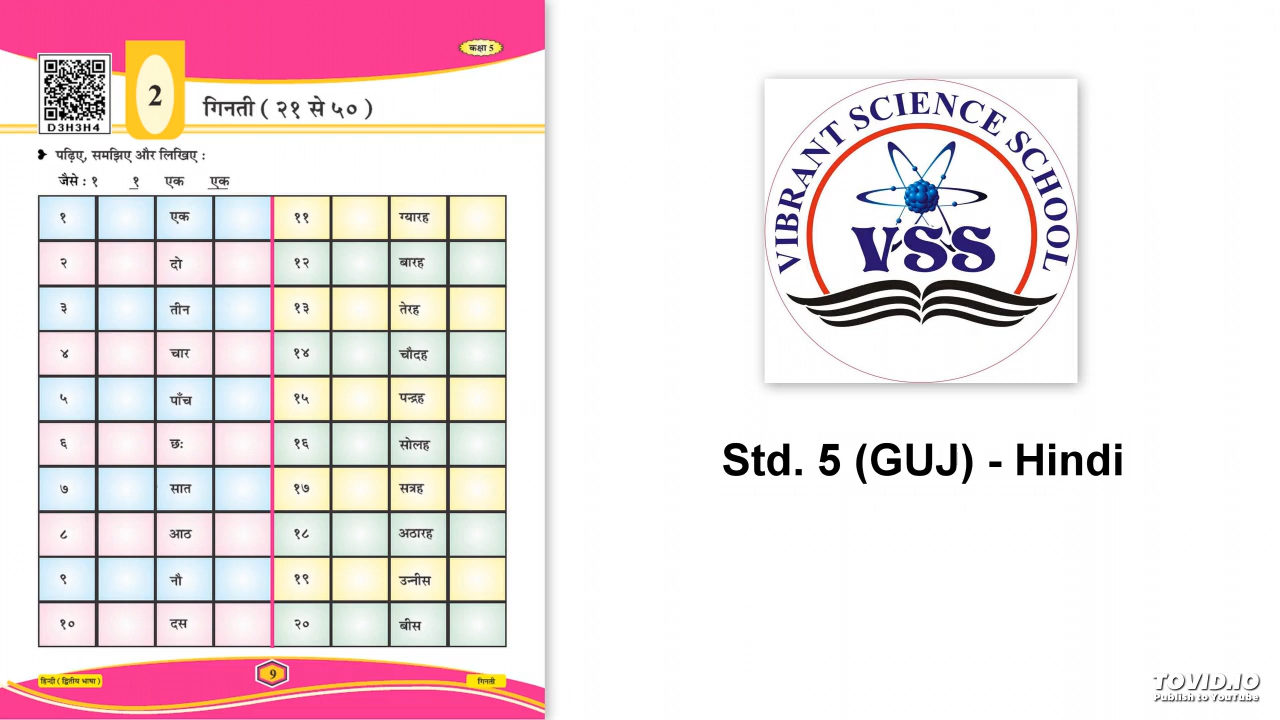 कक्षा 5
D3H3H4
2
गिनती ( २१ से ५० )
पढ़िए, समझिए और लिखिए :
जैसे : १ १ एक एक
१ एक ११ ग्यारह
२ दो १२ बारह
३ तीन १३ तेरह
४ चार १४ चौदह
५ पाँच १५ पन्द्रह
६ छः १६ सोलह
७ सात १७ सत्रह
८ आठ १८ अठारह
९ नौ १९ उन्नीस
१० दस २० बीस
हिन्दी ( द्वितीय भाषा )
9
गिनती
VIBRANT SCIENCE SCHOOL
VSS
Std. 5 (GUJ) - Hindi
TOVID.IO
Publish to YouTube